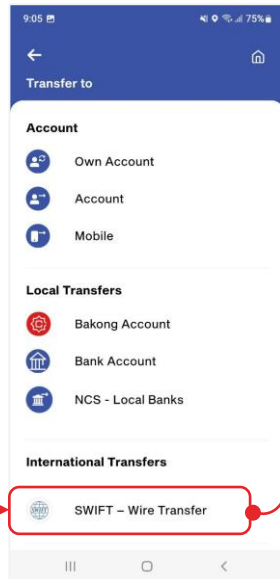 9:05
75%
Transfer to
Account
Own Account
Account
Mobile
Local Transfers
Bakong Account
Bank Account
NCS - Local Banks
International Transfers
SWIFT
SWIFT – Wire Transfer